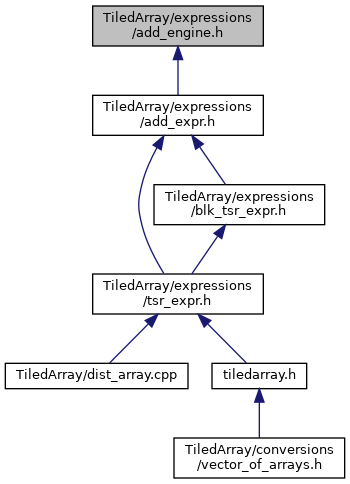 TiledArray/expressions
/add_engine.h
TiledArray/expressions
/add_expr.h
TiledArray/expressions
/blk_tsr_expr.h
TiledArray/expressions
/tsr_expr.h
TiledArray/dist_array.cpp
tiledarray.h
TiledArray/conversions
/vector_of_arrays.h